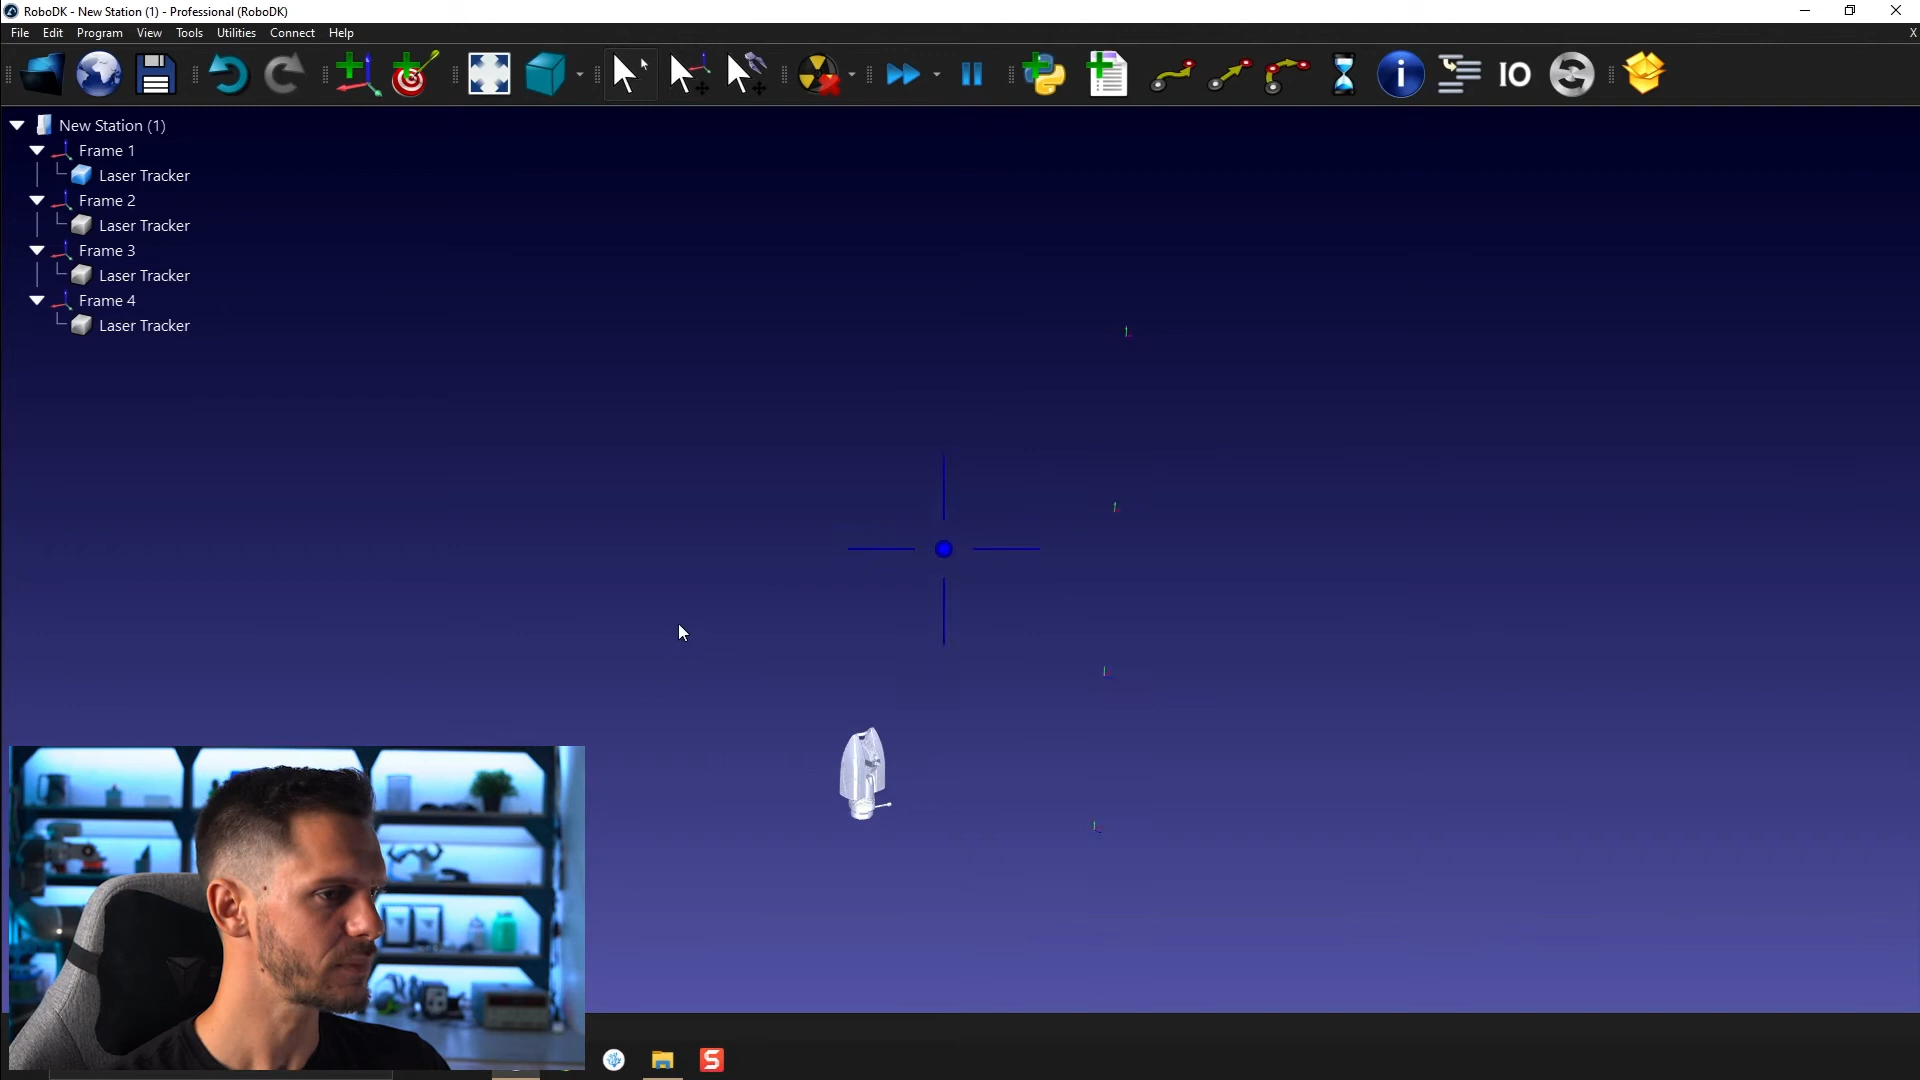 RoboDK - New Station (1) - Professional (RoboDK)
File Edit Program View Tools Utilities Connect Help
X
IO
New Station (1)
Frame 1
Laser Tracker
Frame 2
Laser Tracker
Frame 3
Laser Tracker
Frame 4
Laser Tracker
S